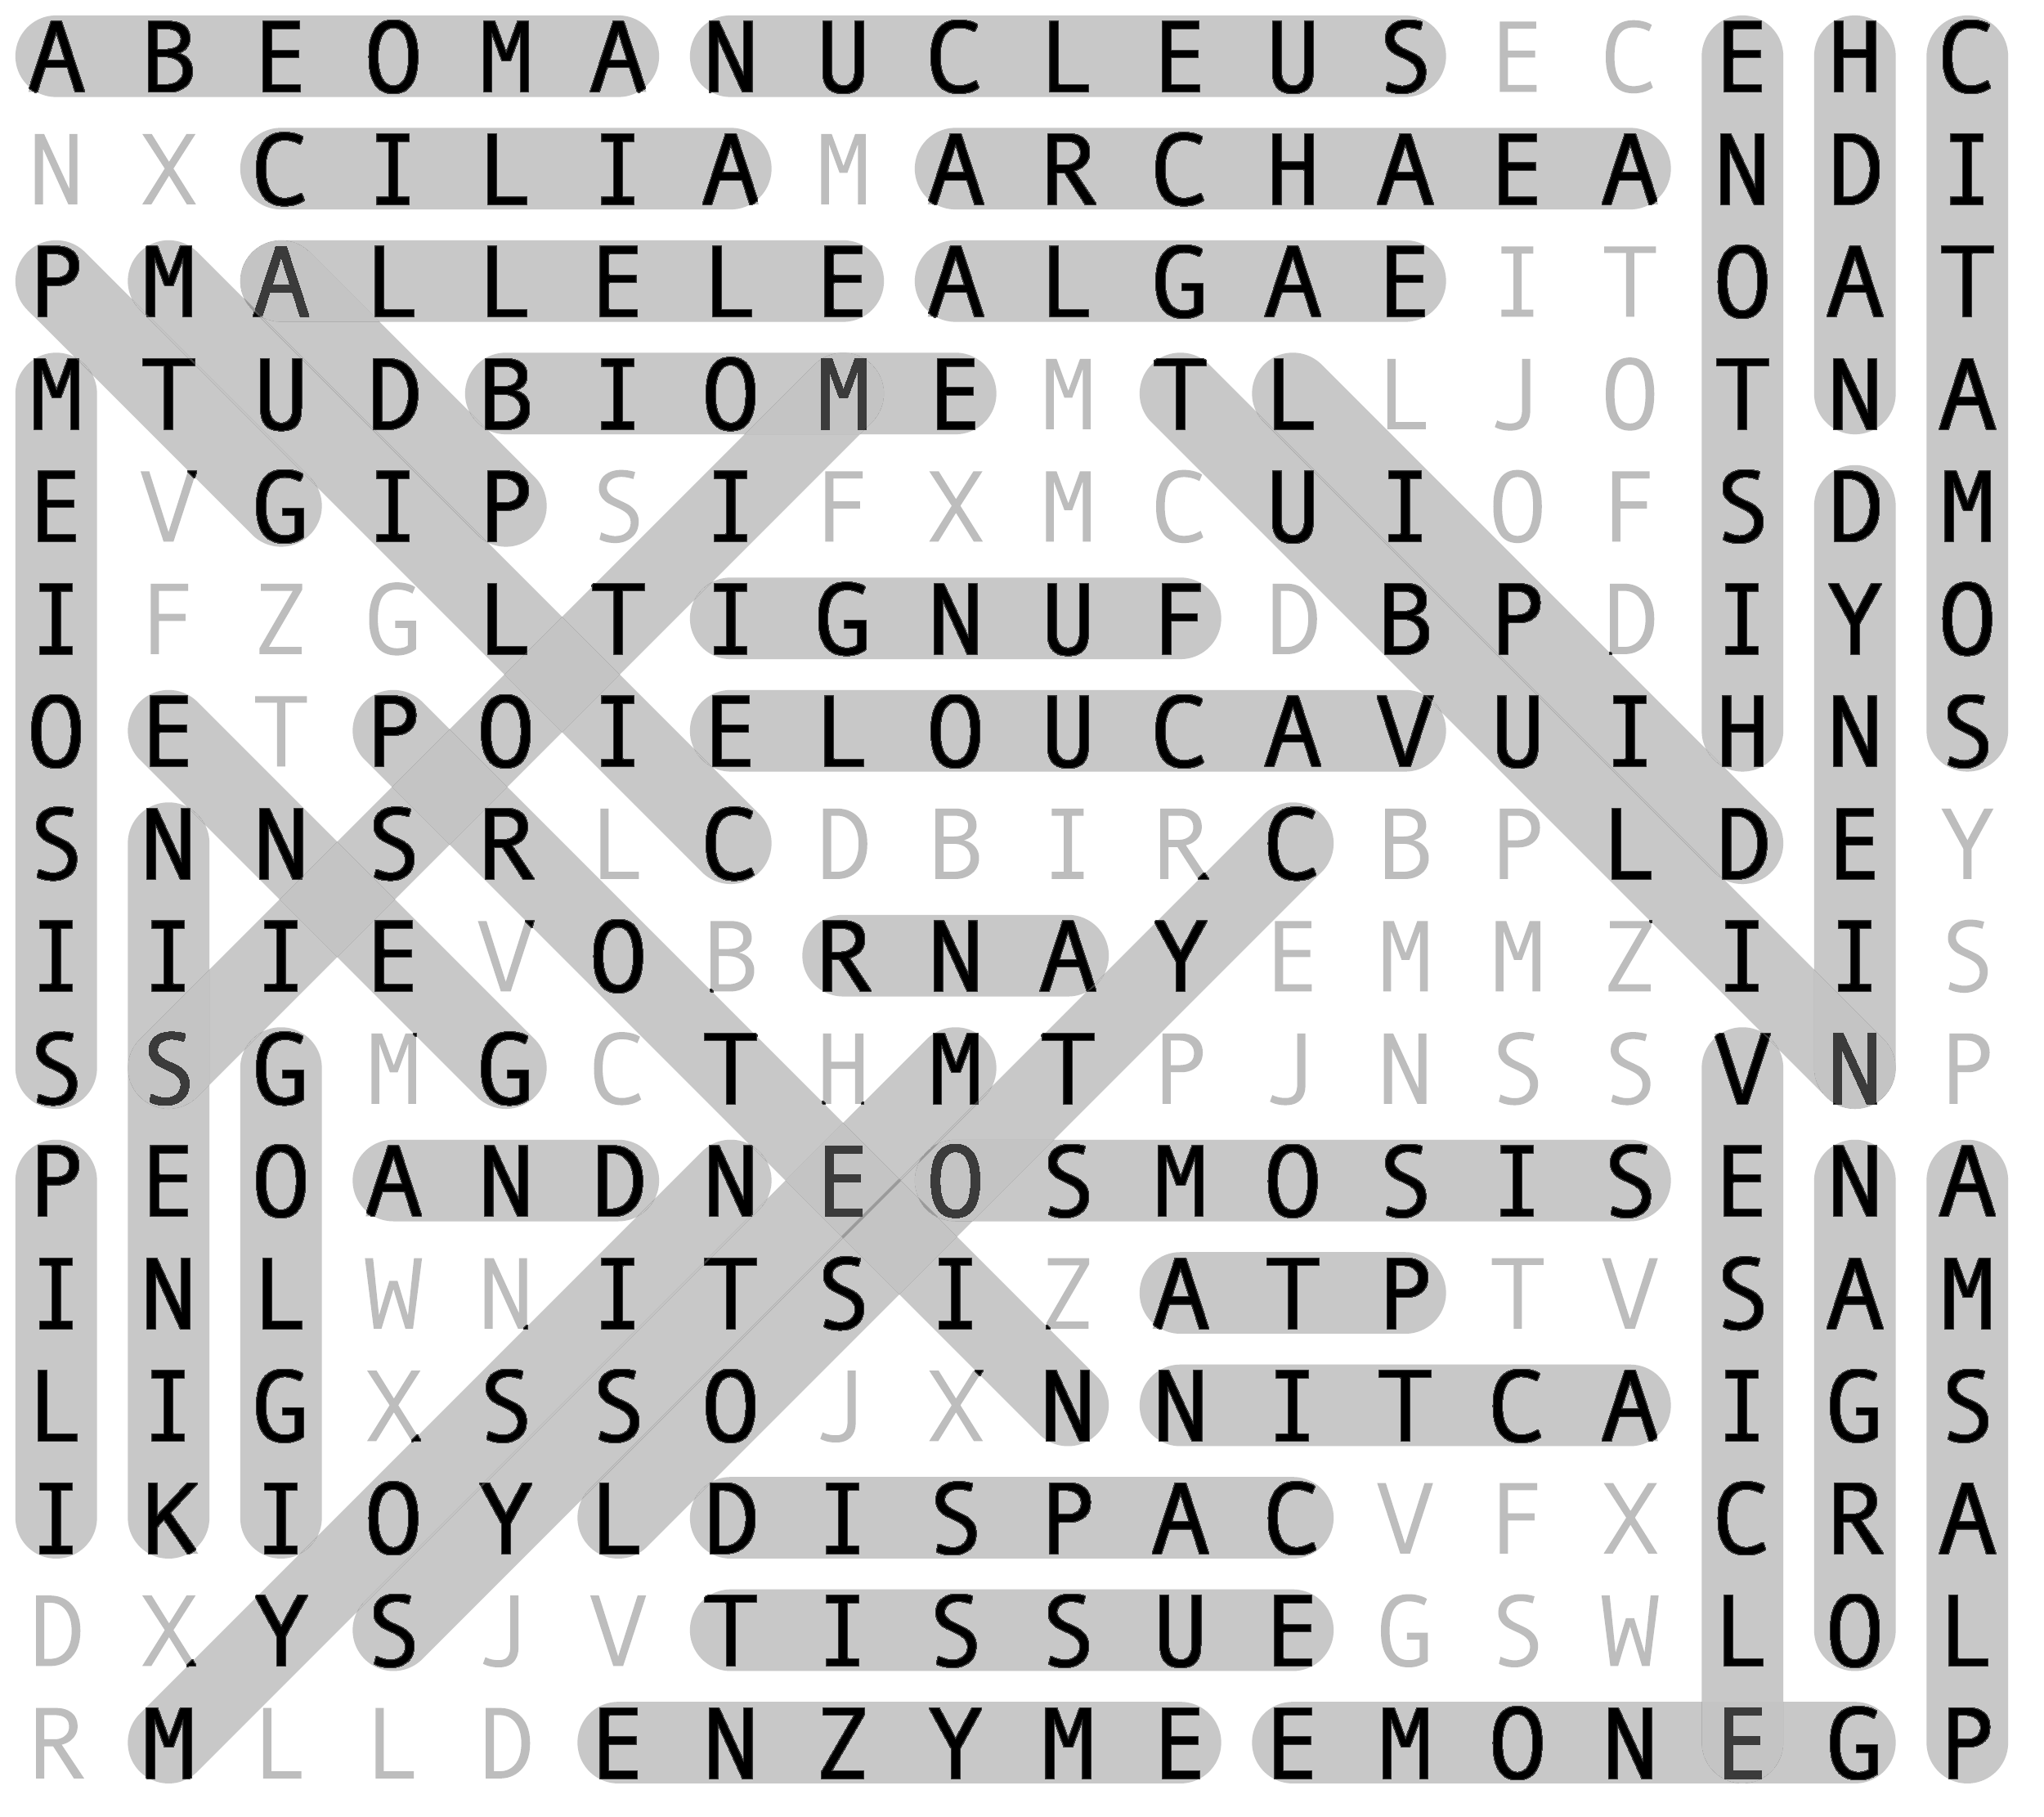 A B E O M A N U C L E U S E C E H C
N X C I L I A M A R C H A E A N D I
P M A L L E L E A L G A E I T O A T
M T U D B I O M E M T L L J O T N A
E V G I P S I F X M C U I O F S D M
I F Z G L T I G N U F D B P D I Y O
O E T P O I E L O U C A V U I H N S
S N N S R L C D B I R C B P L D E Y
I I I E V O B R N A Y E M M Z I I S
S S G M G C T H M T P J N S S V N P
P E O A N D N E O S M O S I S E N A
I N L W N I T S I Z A T P T V S A M
L I G X S S O J X N N I T C A I G S
I K I O Y L D I S P A C V F X C R A
D X Y S J V T I S S U E G S W L O L
R M L L D E N Z Y M E E M O N E G P